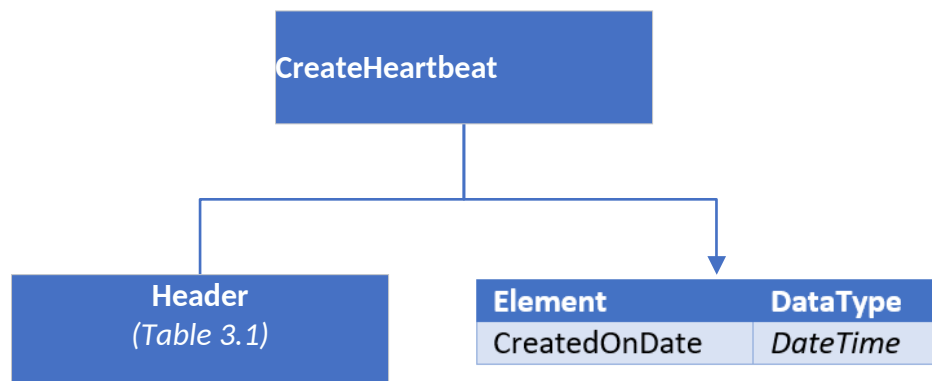 CreateHeartbeat
Header
(Table 3.1)
Element DataType
CreatedOnDate DateTime